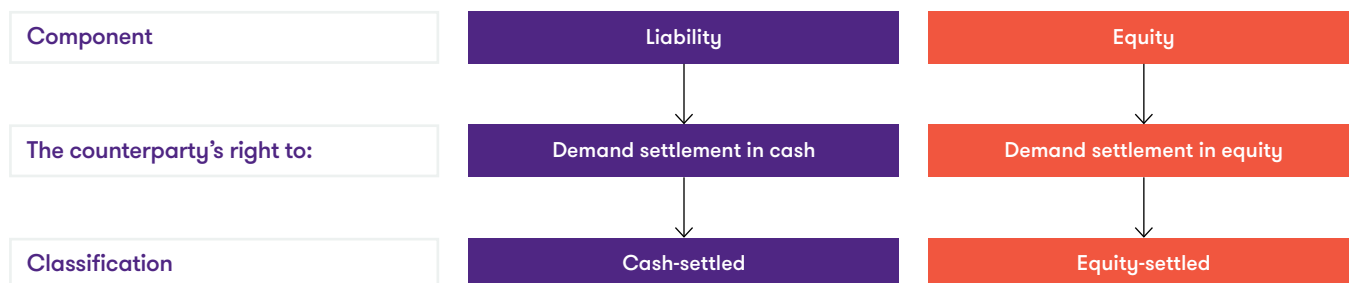 Component
Liability
Equity
The counterparty's right to:
Demand settlement in cash
Demand settlement in equity
Classification
Cash-settled
Equity-settled